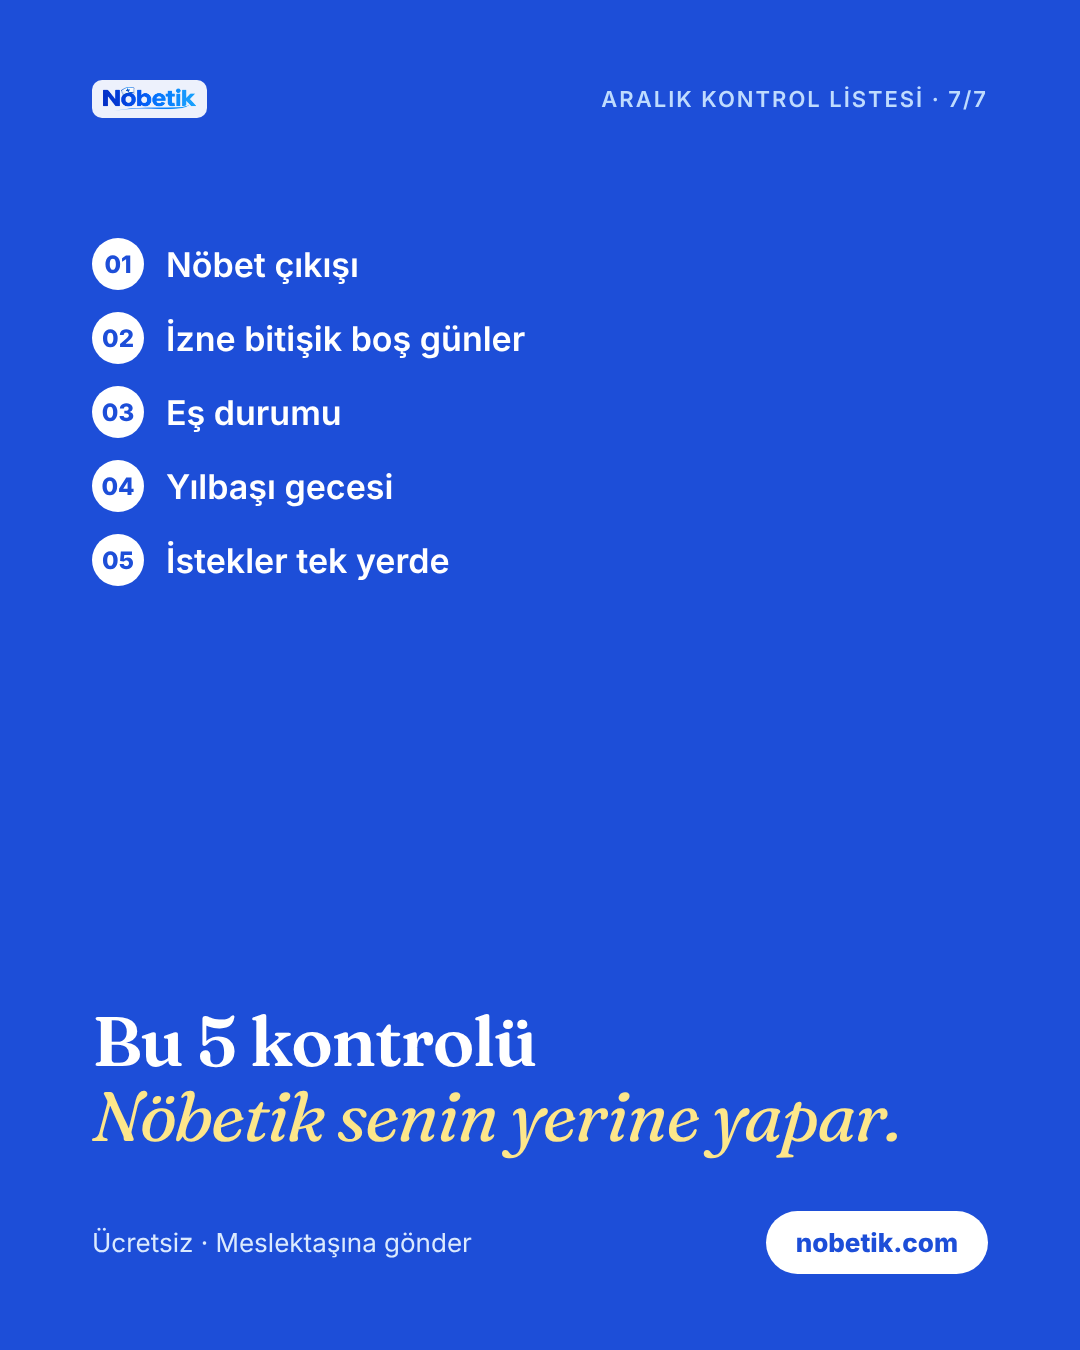 Nöbetik
ARALIK KONTROL LİSTESİ · 7/7
01 Nöbet çıkışı
02 İzne bitişik boş günler
03 Eş durumu
04 Yılbaşı gecesi
05 İstekler tek yerde
Bu 5 kontrolü
Nöbetik senin yerine yapar.
Ücretsiz · Meslektaşına gönder
nobetik.com